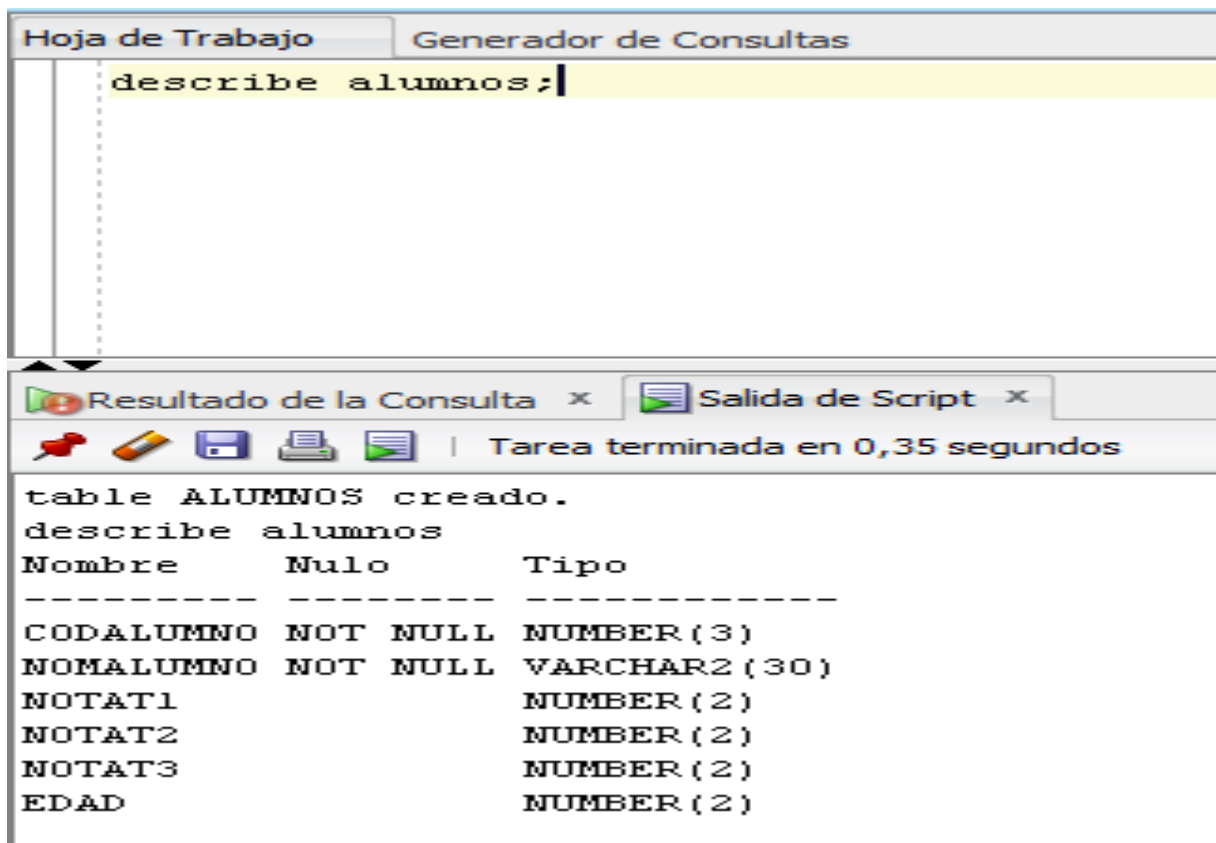 Hoja de Trabajo Generador de Consultas
describe alumnos;
Resultado de la Consulta × Salida de Script ×
Tarea terminada en 0,35 segundos
table ALUMNOS creado.
describe alumnos
Nombre Nulo Tipo
--------- -------- ------------
CODALUMNO NOT NULL NUMBER(3)
NOMALUMNO NOT NULL VARCHAR2(30)
NOTAT1 NUMBER(2)
NOTAT2 NUMBER(2)
NOTAT3 NUMBER(2)
EDAD NUMBER(2)